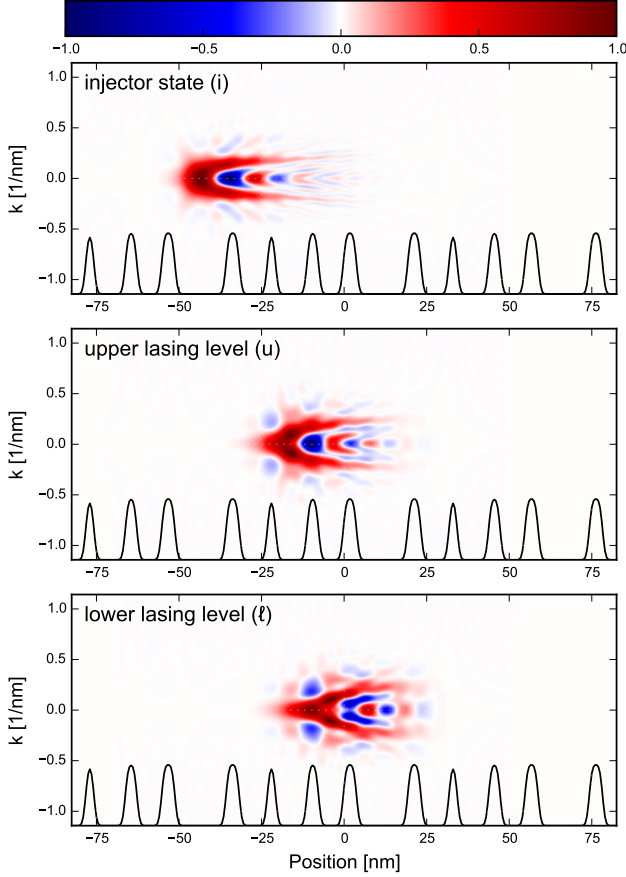 −1.0 −0.5 0.0 0.5 1.0
injector state (i)
k [1/nm]
1.0
0.5
0.0
−0.5
−1.0
−75 −50 −25 0 25 50 75
upper lasing level (u)
k [1/nm]
1.0
0.5
0.0
−0.5
−1.0
−75 −50 −25 0 25 50 75
lower lasing level (ℓ)
k [1/nm]
1.0
0.5
0.0
−0.5
−1.0
−75 −50 −25 0 25 50 75
Position [nm]